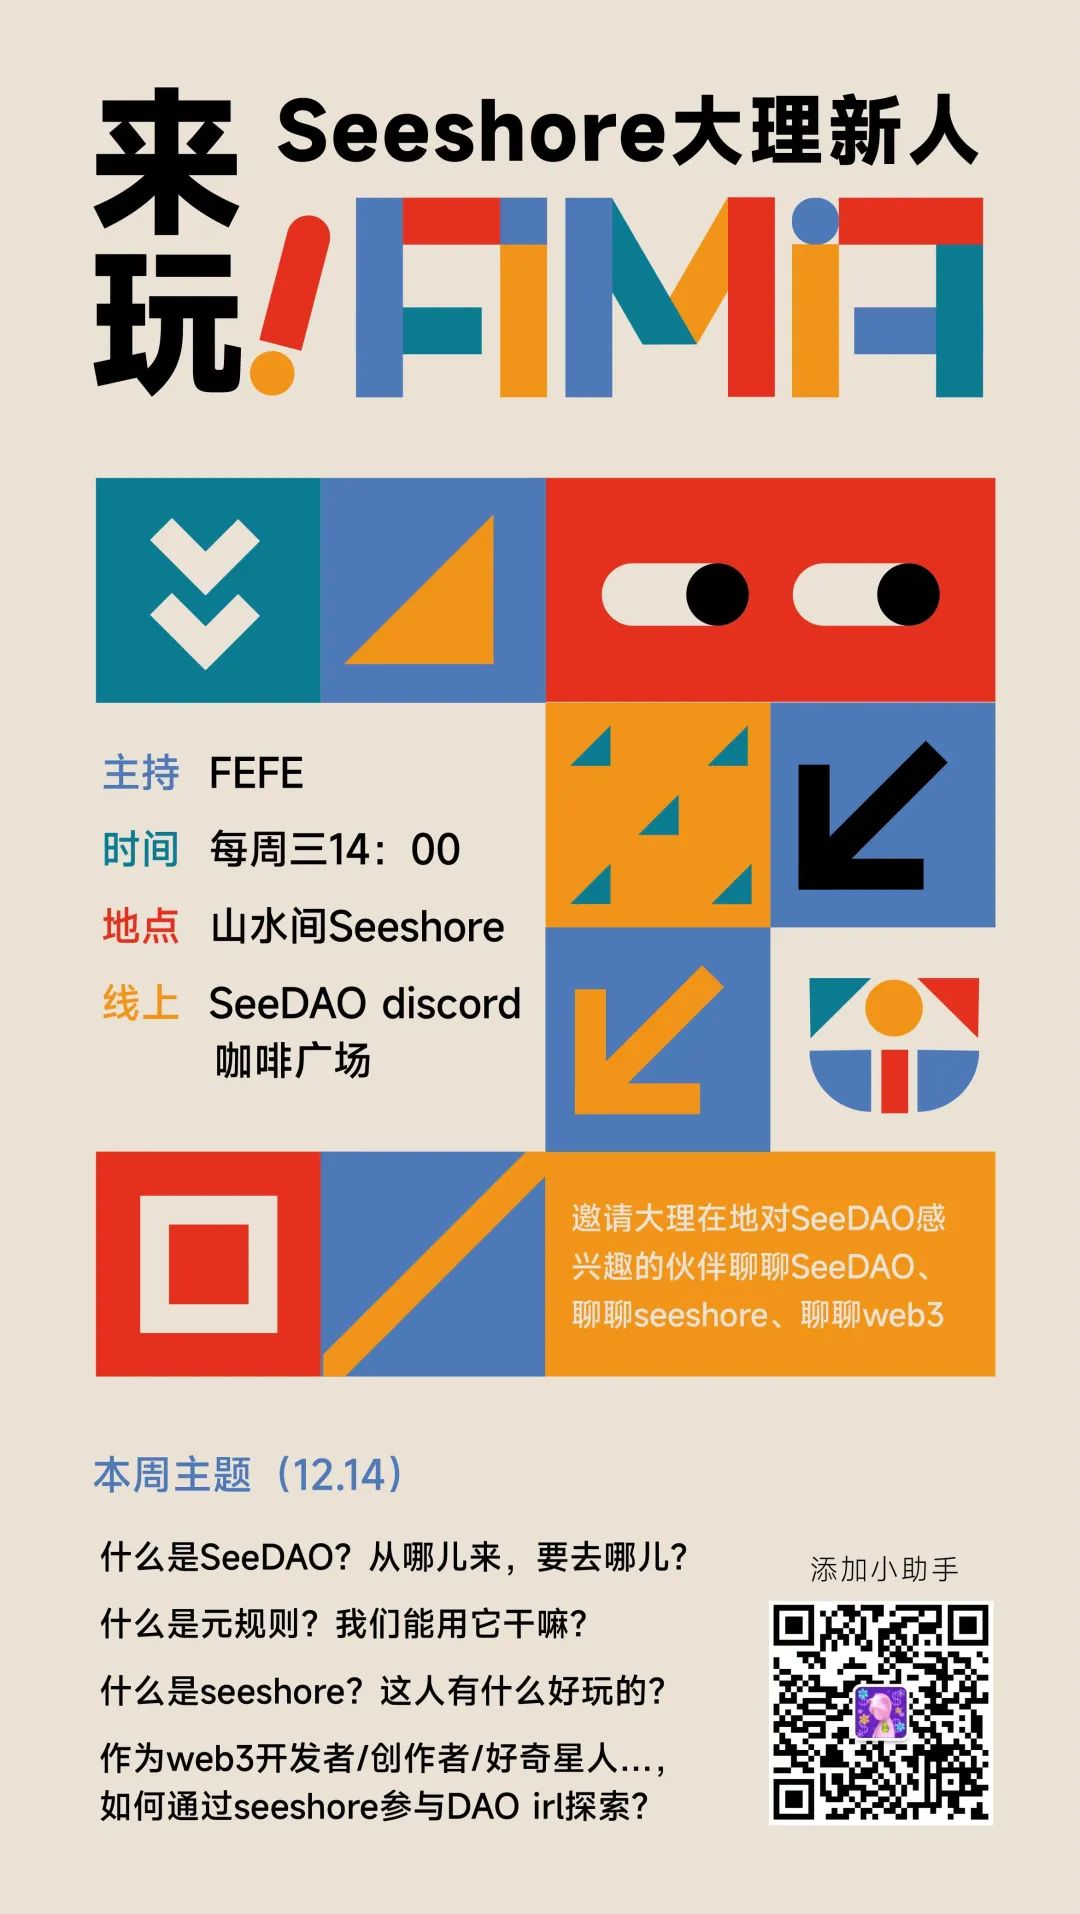 来玩!
Seeshore大理新人
AMA
主持 FEFE
时间 每周三14：00
地点 山水间Seeshore
线上 SeeDAO discord
咖啡广场
邀请大理在地对SeeDAO感
兴趣的伙伴聊聊SeeDAO、
聊聊seeshore、聊聊web3
本周主题（12.14）
什么是SeeDAO？从哪儿来，要去哪儿？
什么是元规则？我们能用它干嘛？
什么是seeshore？这人有什么好玩的？
作为web3开发者/创作者/好奇星人...，
如何通过seeshore参与DAO irl探索？
添加小助手